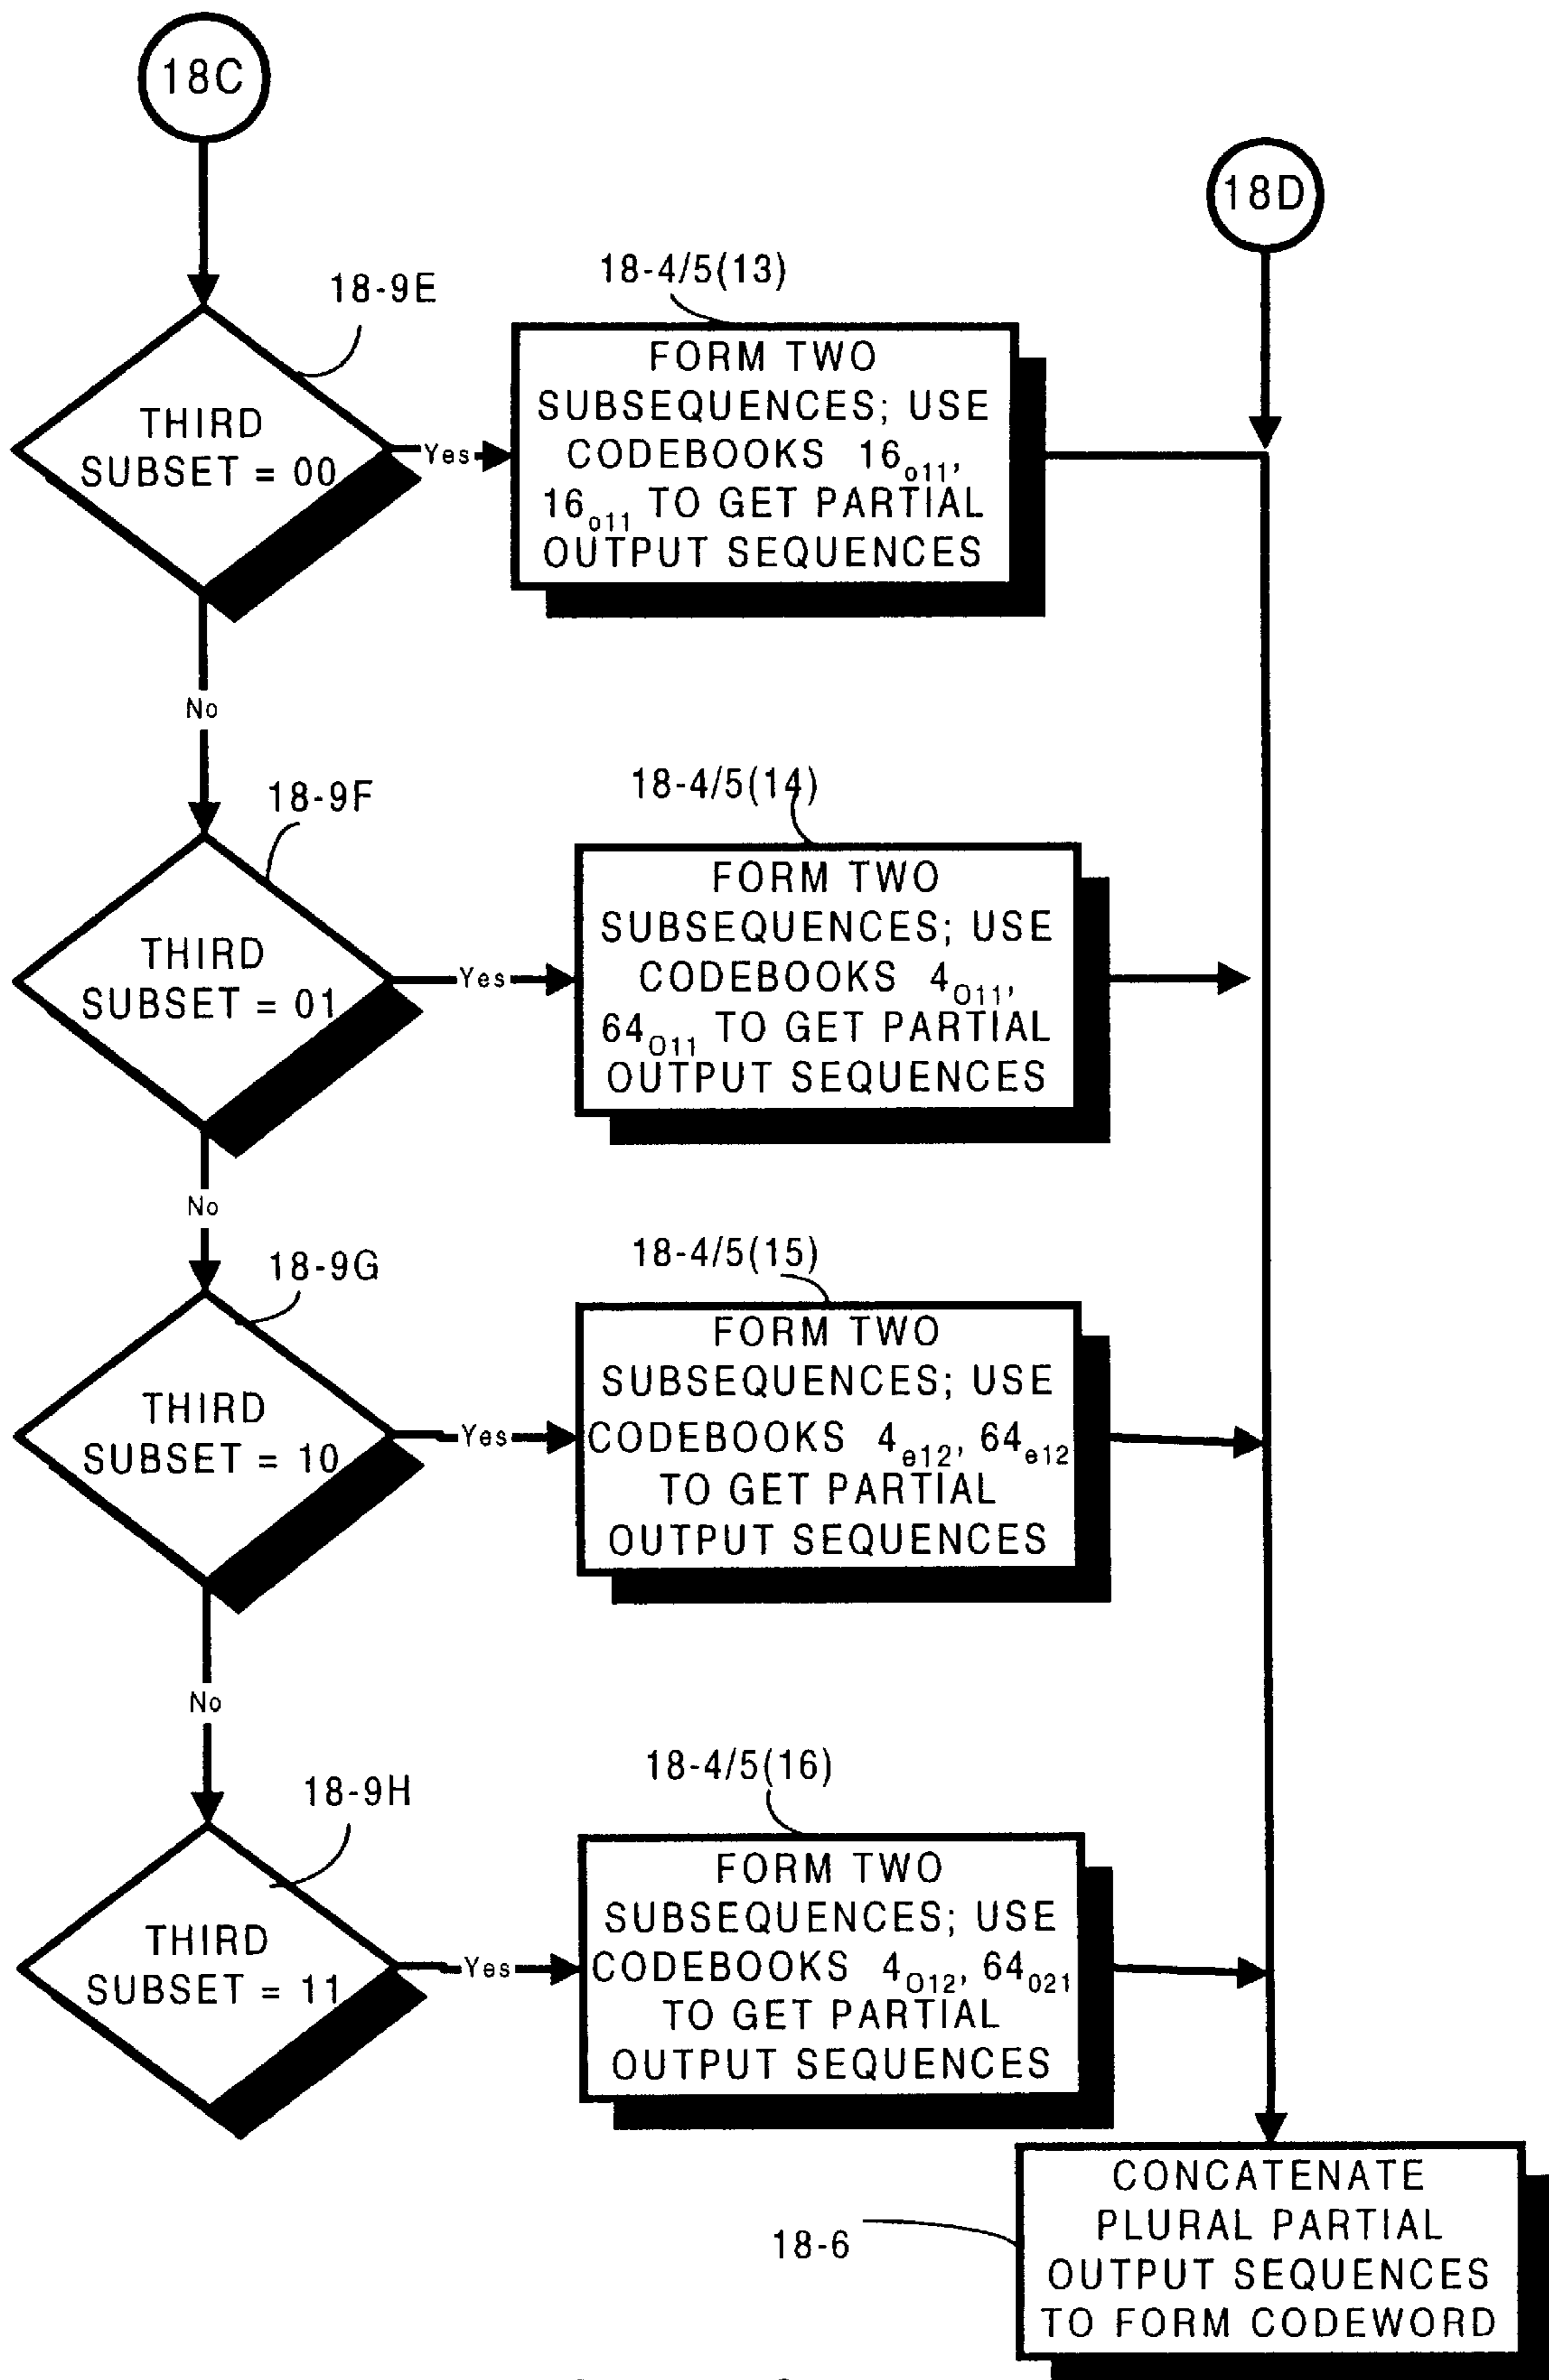 18C
18D
18-9E
18-4/5(13)
THIRD
SUBSET = 00
Yes
FORM TWO
SUBSEQUENCES; USE
CODEBOOKS 16o11,
16o11 TO GET PARTIAL
OUTPUT SEQUENCES
No
18-9F
18-4/5(14)
THIRD
SUBSET = 01
Yes
FORM TWO
SUBSEQUENCES; USE
CODEBOOKS 4O11,
64O11 TO GET PARTIAL
OUTPUT SEQUENCES
No
18-9G
18-4/5(15)
THIRD
SUBSET = 10
Yes
FORM TWO
SUBSEQUENCES; USE
CODEBOOKS 4e12, 64e12
TO GET PARTIAL
OUTPUT SEQUENCES
No
18-9H
18-4/5(16)
THIRD
SUBSET = 11
Yes
FORM TWO
SUBSEQUENCES; USE
CODEBOOKS 4O12, 64021
TO GET PARTIAL
OUTPUT SEQUENCES
18-6
CONCATENATE
PLURAL PARTIAL
OUTPUT SEQUENCES
TO FORM CODEWORD